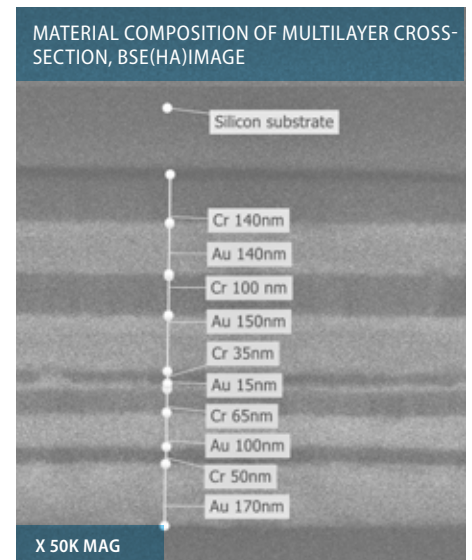 MATERIAL COMPOSITION OF MULTILAYER CROSS-
SECTION, BSE(HA)IMAGE
Silicon substrate
Cr 140nm
Au 140nm
Cr 100 nm
Au 150nm
Cr 35nm
Au 15nm
Cr 65nm
Au 100nm
Cr 50nm
Au 170nm
X 50K MAG